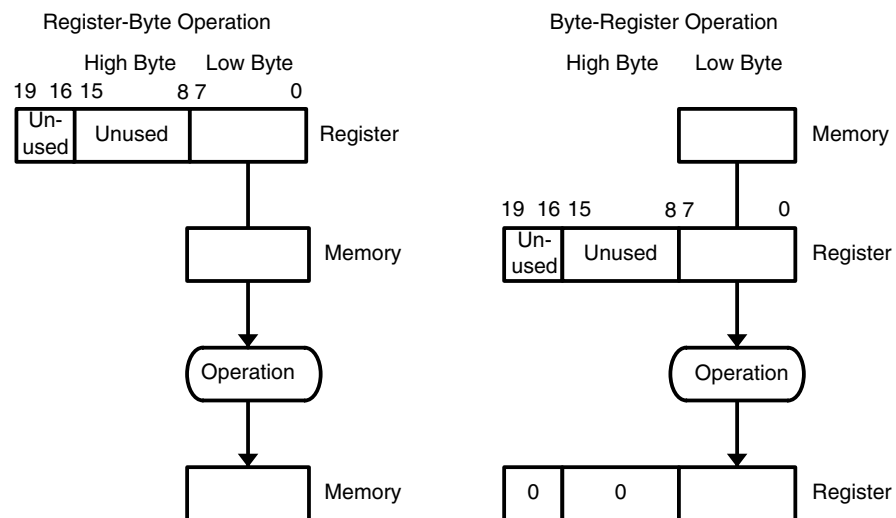 Register-Byte Operation
High Byte Low Byte
19 16 15 8 7 0
Un-
used
Unused
Register
Memory
Operation
Memory
Byte-Register Operation
High Byte Low Byte
Memory
19 16 15 8 7 0
Un-
used
Unused
Register
Operation
0 0
Register